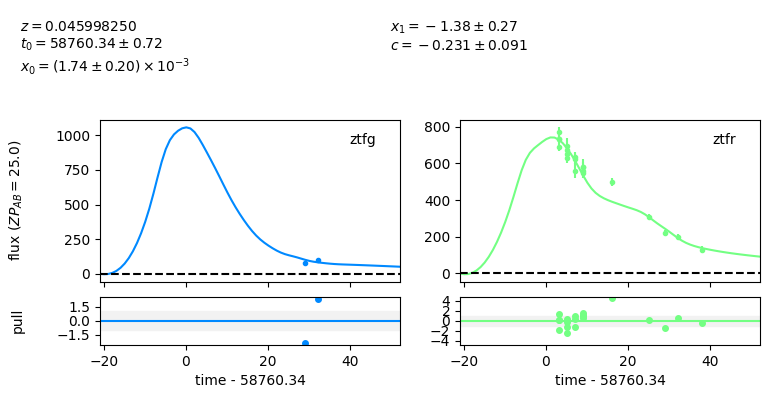 z = 0.045998250
t₀ = 58760.34 ± 0.72
x₀ = (1.74 ± 0.20) × 10⁻³
x₁ = −1.38 ± 0.27
c = −0.231 ± 0.091
flux (ZP_AB = 25.0)
1000
750
500
250
0
ztfg
800
600
400
200
0
ztfr
pull
1.5
0.0
−1.5
−20
0
20
40
time - 58760.34
4
2
0
−2
−4
−20
0
20
40
time - 58760.34